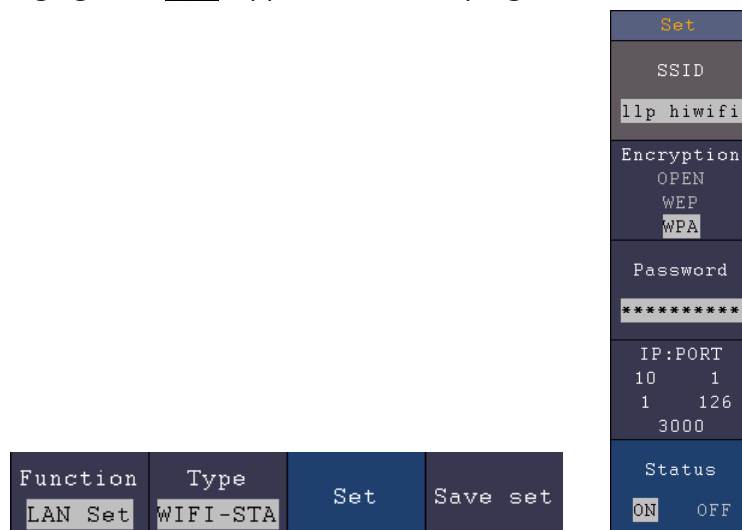 Set
SSID
llp hiwifi
Encryption
OPEN
WEP
WPA
Password
**********
IP:PORT
10 1
1 126
3000
Status
ON OFF
Function Type Set Save set
LAN Set WIFI-STA